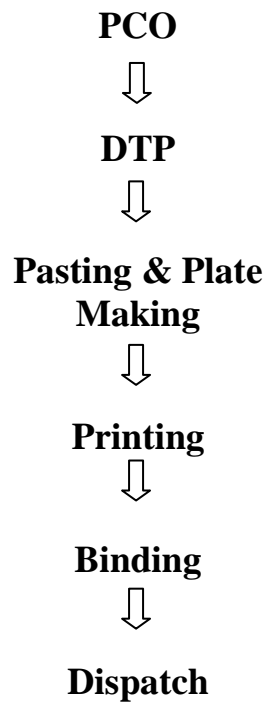 PCO
DTP
Pasting & Plate
Making
Printing
Binding
Dispatch